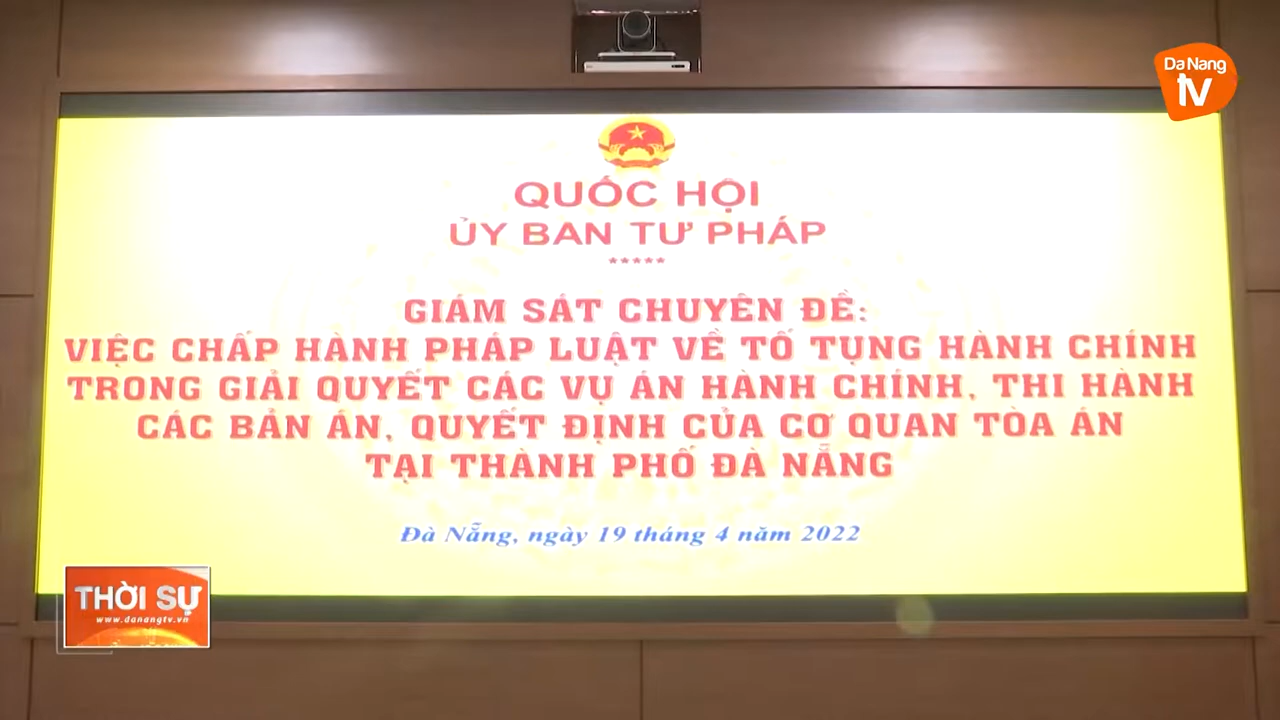 Da Nang
tv
QUỐC HỘI
ỦY BAN TƯ PHÁP
*****
GIÁM SÁT CHUYÊN ĐỀ:
VIỆC CHẤP HÀNH PHÁP LUẬT VỀ TỐ TỤNG HÀNH CHÍNH
TRONG GIẢI QUYẾT CÁC VỤ ÁN HÀNH CHÍNH, THI HÀNH
CÁC BẢN ÁN, QUYẾT ĐỊNH CỦA CƠ QUAN TÒA ÁN
TẠI THÀNH PHỐ ĐÀ NẴNG
Đà Nẵng, ngày 19 tháng 4 năm 2022
THỜI SỰ
www.danangtv.vn